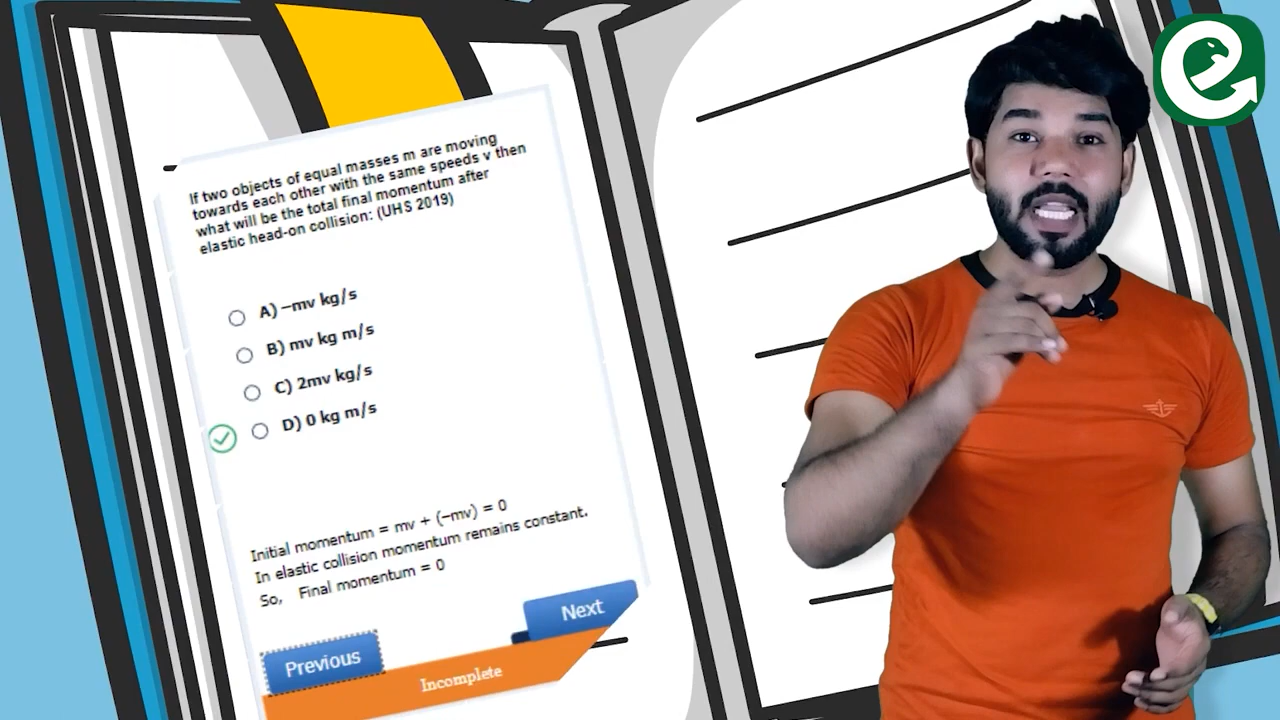 If two objects of equal masses m are moving
towards each other with the same speeds v then
what will be the total final momentum after
elastic head-on collision: (UHS 2019)
A) –mv kg/s
B) mv kg m/s
C) 2mv kg/s
D) 0 kg m/s
Initial momentum = mv + (–mv) = 0
In elastic collision momentum remains constant.
So, Final momentum = 0
Previous
Next
Incomplete